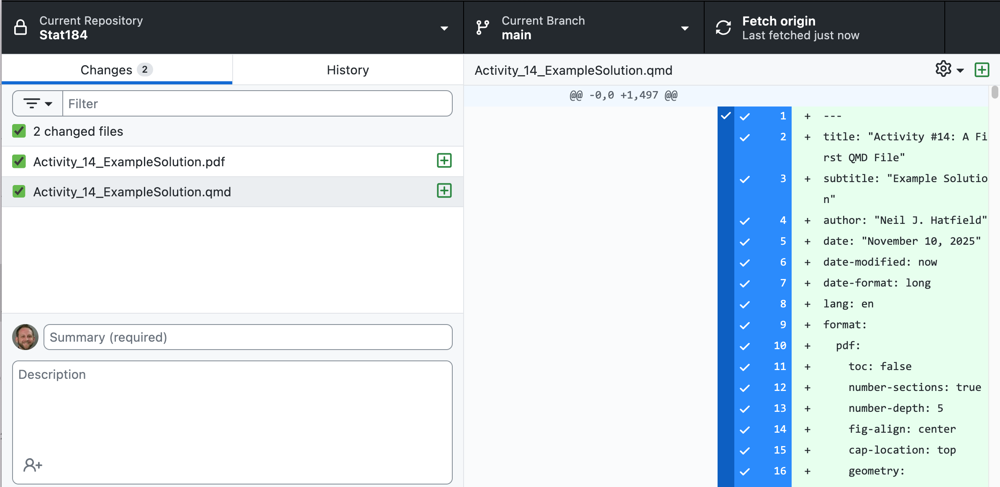 Current Repository
Stat184
Current Branch
main
Fetch origin
Last fetched just now
Changes 2
History
Activity_14_ExampleSolution.qmd
Filter
2 changed files
Activity_14_ExampleSolution.pdf
Activity_14_ExampleSolution.qmd
Summary (required)
Description
@@ -0,0 +1,497 @@
1 + ---
2 + title: "Activity #14: A Fi
rst QMD File"
3 + subtitle: "Example Solutio
n"
4 + author: "Neil J. Hatfield"
5 + date: "November 10, 2025"
6 + date-modified: now
7 + date-format: long
8 + lang: en
9 + format:
10 + pdf:
11 + toc: false
12 + number-sections: true
13 + number-depth: 5
14 + fig-align: center
15 + cap-location: top
16 + geometry: